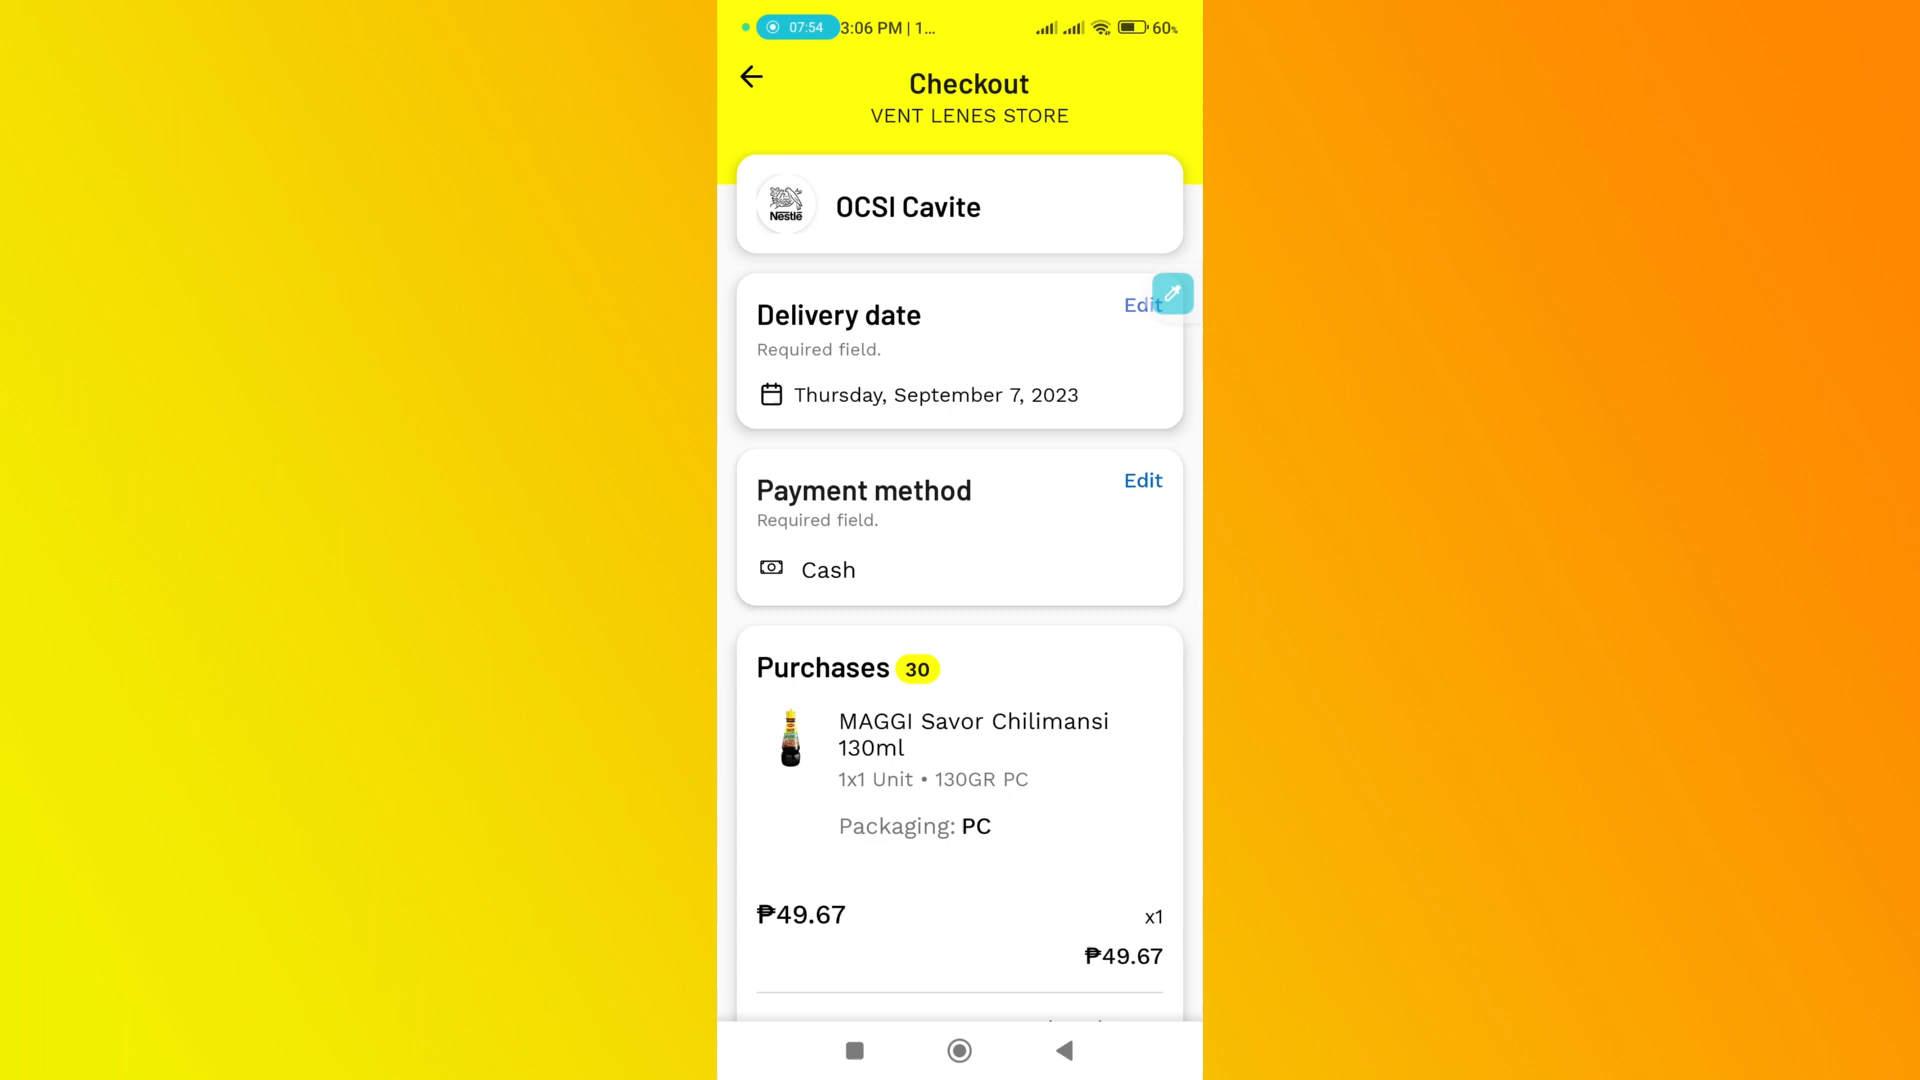 07:54 3:06 PM | 1... 60%
Checkout
VENT LENES STORE
Nestlé OCSI Cavite
Delivery date Edit
Required field.
Thursday, September 7, 2023
Payment method Edit
Required field.
Cash
Purchases 30
MAGGI Savor Chilimansi
130ml
1x1 Unit • 130GR PC
Packaging: PC
₱49.67 x1
₱49.67